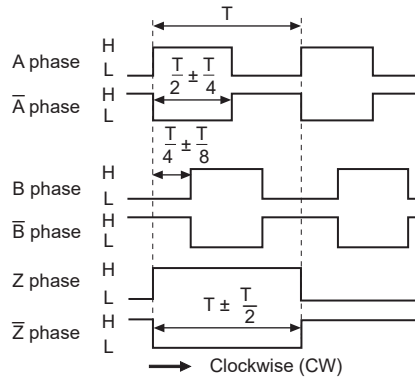 T
A phase H
L
T/2 ± T/4
A̅ phase H
L
T/4 ± T/8
B phase H
L
B̅ phase H
L
Z phase H
L
T ± T/2
Z̅ phase H
L
Clockwise (CW)